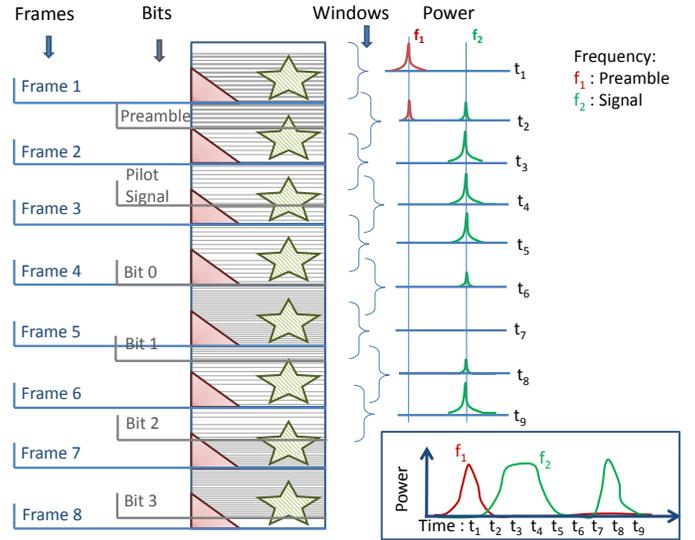 Frames
Bits
Windows
Power
f1
f2
Frequency:
f1 : Preamble
f2 : Signal
Frame 1
Preamble
Frame 2
Pilot
Signal
Frame 3
Frame 4
Bit 0
Frame 5
Bit 1
Frame 6
Bit 2
Frame 7
Bit 3
Frame 8
t1
t2
t3
t4
t5
t6
t7
t8
t9
f1
f2
Power
Time : t1 t2 t3 t4 t5 t6 t7 t8 t9